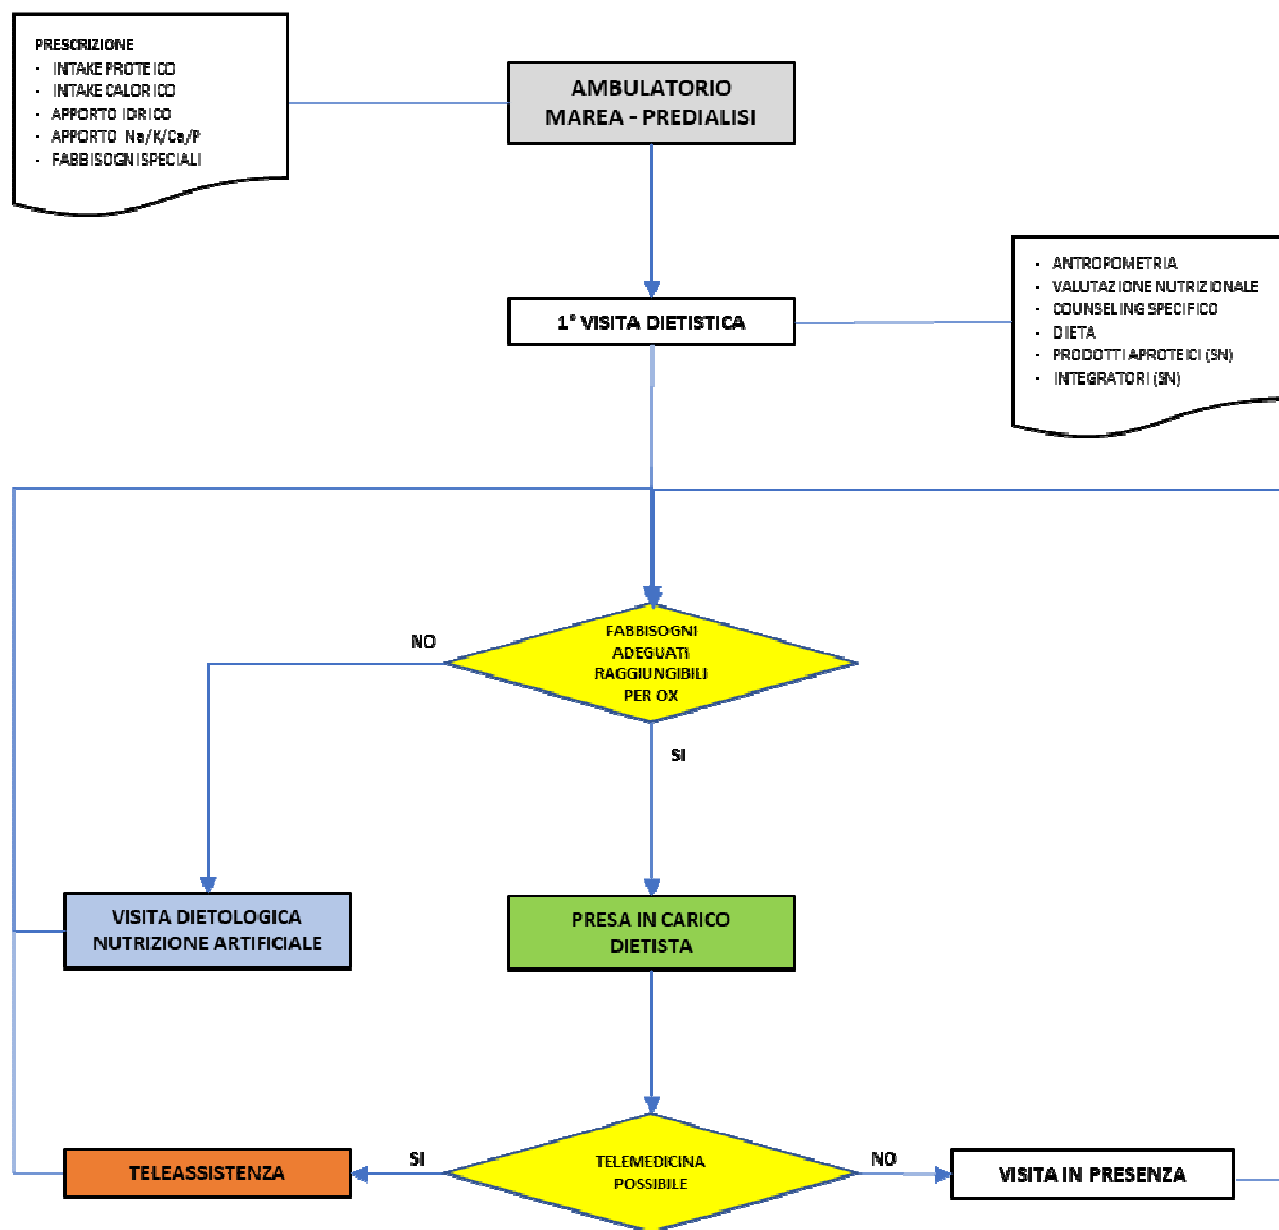 PRESCRIZIONE
- INTAKE PROTEICO
- INTAKE CALORICO
- APPORTO IDRICO
- APPORTO Na/K/Ca/P
- FABBISOGNI SPECIALI
AMBULATORIO
MAREA - PREDIALISI
- ANTROPOMETRIA
- VALUTAZIONE NUTRIZIONALE
- COUNSELING SPECIFICO
- DIETA
- PRODOTTI APROTEICI (SN)
- INTEGRATORI (SN)
1° VISITA DIETISTICA
NO
FABBISOGNI
ADEGUATI
RAGGIUNGIBILI
PER OX
SI
VISITA DIETOLOGICA
NUTRIZIONE ARTIFICIALE
PRESA IN CARICO
DIETISTA
TELEASSISTENZA
SI
TELEMEDICINA
POSSIBILE
NO
VISITA IN PRESENZA